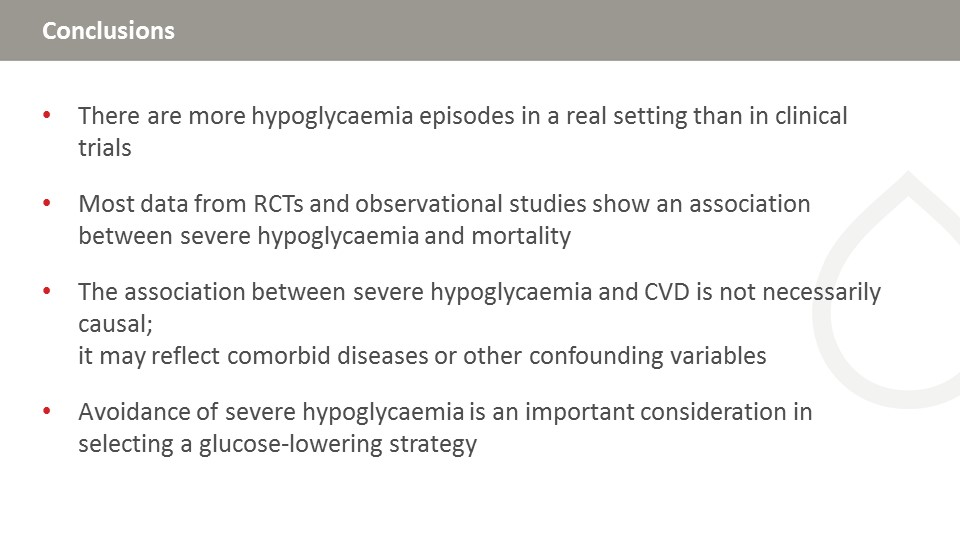 Conclusions
• There are more hypoglycaemia episodes in a real setting than in clinical
trials
• Most data from RCTs and observational studies show an association
between severe hypoglycaemia and mortality
• The association between severe hypoglycaemia and CVD is not necessarily
causal;
it may reflect comorbid diseases or other confounding variables
• Avoidance of severe hypoglycaemia is an important consideration in
selecting a glucose-lowering strategy